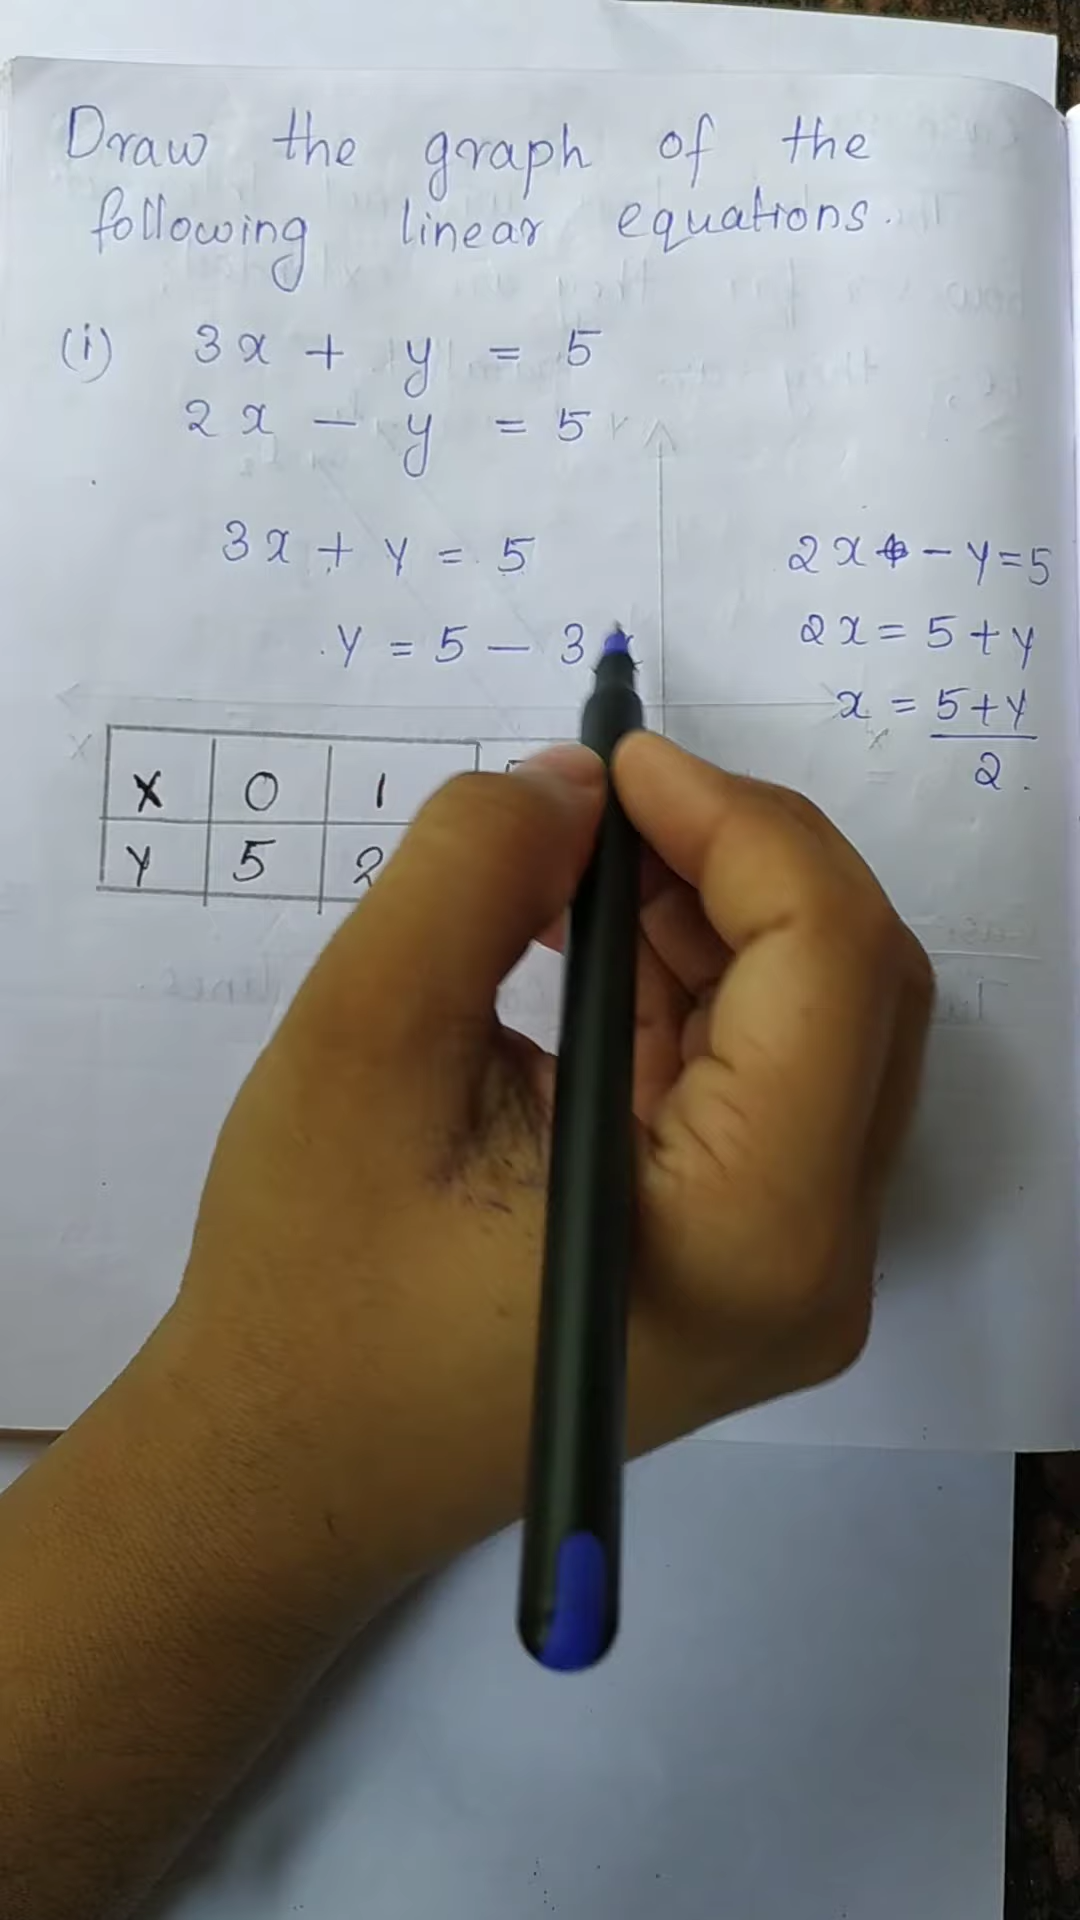 Draw the graph of the
following linear equations.
(i) 3x + y = 5
2x - y = 5
3x + y = 5
y = 5 - 3
2x - y = 5
2x = 5 + y
x = 5+y
2
X 0 1
Y 5 2